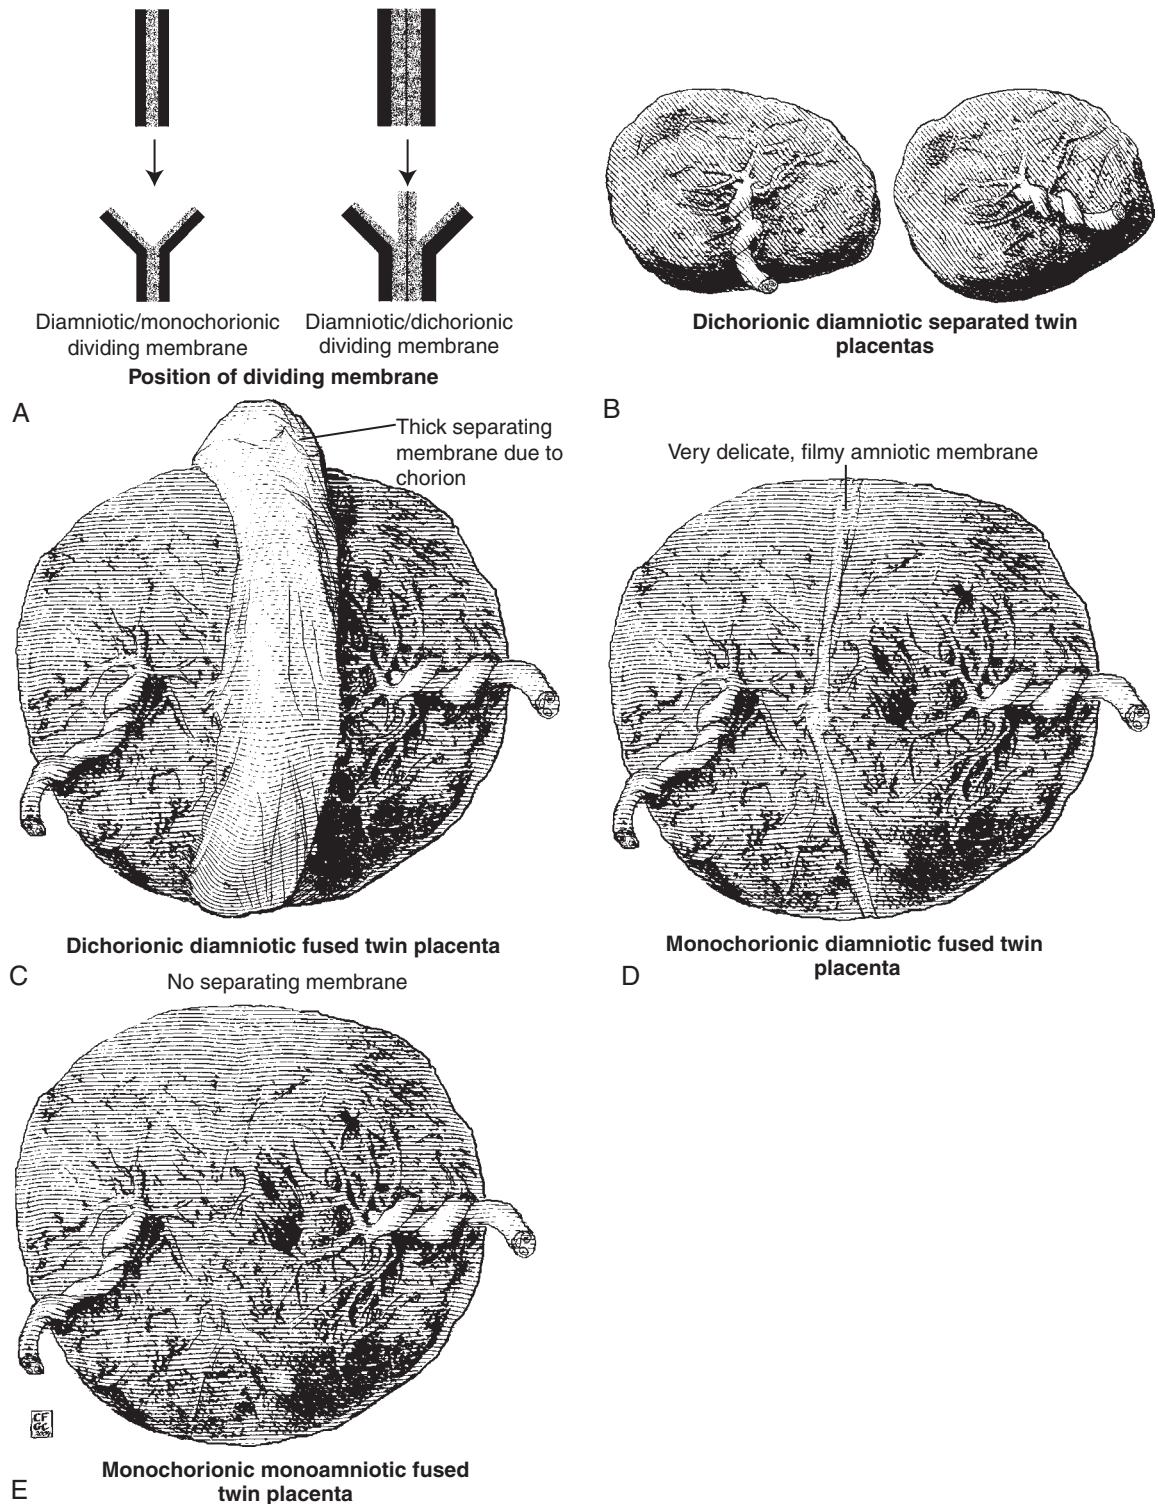 Diamniotic/monochorionic
dividing membrane
Diamniotic/dichorionic
dividing membrane
Position of dividing membrane
A
Dichorionic diamniotic separated twin
placentas
B
Thick separating
membrane due to
chorion
Dichorionic diamniotic fused twin placenta
C
Very delicate, filmy amniotic membrane
Monochorionic diamniotic fused twin
placenta
D
No separating membrane
Monochorionic monoamniotic fused
twin placenta
E